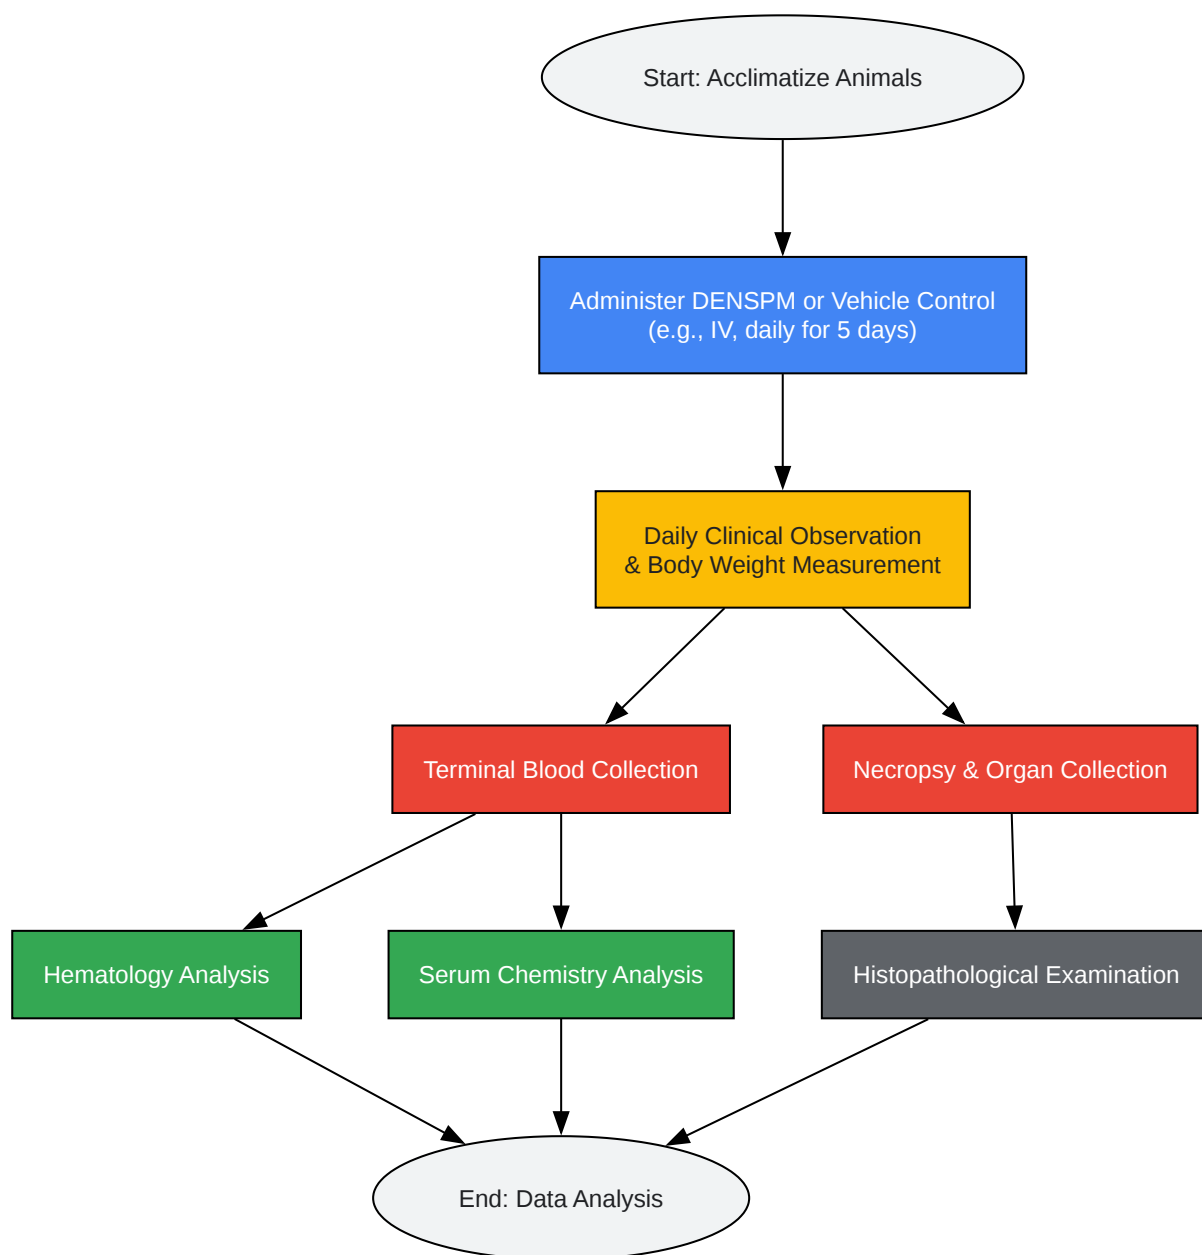 Start: Acclimatize Animals
Administer DENSPM or Vehicle Control
(e.g., IV, daily for 5 days)
Daily Clinical Observation
& Body Weight Measurement
Terminal Blood Collection
Necropsy & Organ Collection
Hematology Analysis
Serum Chemistry Analysis
Histopathological Examination
End: Data Analysis